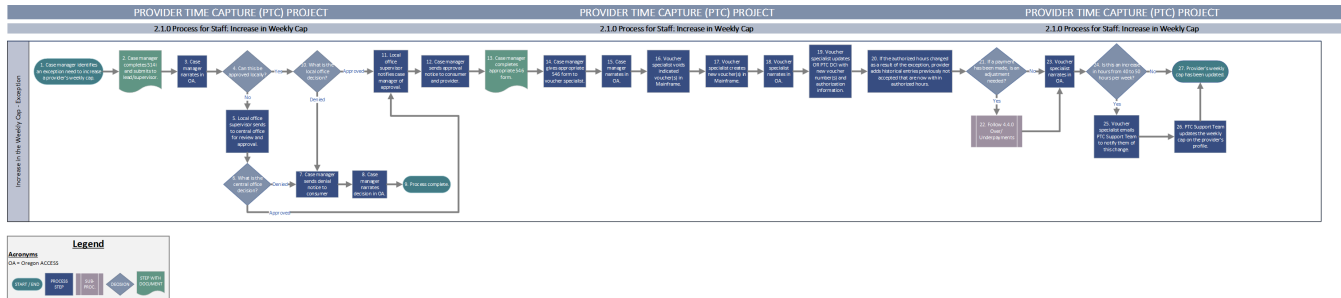 PROVIDER TIME CAPTURE (PTC) PROJECT
PROVIDER TIME CAPTURE (PTC) PROJECT
PROVIDER TIME CAPTURE (PTC) PROJECT
2.1.0 Process for Staff: Increase in Weekly Cap
2.1.0 Process for Staff: Increase in Weekly Cap
2.1.0 Process for Staff: Increase in Weekly Cap
Increase in the Weekly Cap - Exception
1. Case manager identifies
an exception need to increase
a provider's weekly cap.
2. Case manager
completes 514 and
submits to
lead/supervisor.
3. Case
manager
narrates in
OA.
4. Can this be
approved locally?
Yes
No
5. Local office
supervisor sends
to central office
for review and
approval.
6. What is the
central office
decision?
Denied
Approved
7. Case manager
sends denial
notice to
consumer
8. Case manager
narrates
decision in OA.
9. Process complete
10. What is the
local office
decision?
Approved
Denied
11. Local
office
supervisor
notifies case
manager of
approval.
12. Case manager
sends approval
notice to consumer
and provider.
13. Case manager
completes
appropriate 546
form.
14. Case manager
gives appropriate
546 form to
voucher specialist.
15. Case manager
narrates in OA.
16. Voucher
specialist voids
indicated
voucher(s) in
Mainframe.
17. Voucher
specialist creates
new voucher(s) in
Mainframe.
18. Voucher
specialist
narrates in OA.
19. Voucher
specialist updates
OR PTC DCI with
new voucher
number(s) and
authorization
information.
20. If the authorized hours changed
as a result of the exception, provider
adds historical entries previously not
accepted that are now within
authorized hours.
21. If a payment
has been made, is an
adjustment
needed?
No
Yes
22. Follow 4.4.0
Over/
Underpayments
23. Voucher
specialist
narrates in
OA.
24. Is this an increase
in hours from 40 to 50
hours per week?
No
Yes
25. Voucher
specialist emails
PTC Support Team
to notify them of
this change.
26. PTC Support Team
updates the weekly
cap on the provider's
profile.
27. Provider's weekly
cap has been updated.
Legend
Acronyms
OA = Oregon ACCESS
START / END
PROCESS
STEP
SUB
PROC.
DECISION
STEP WITH
DOCUMENT